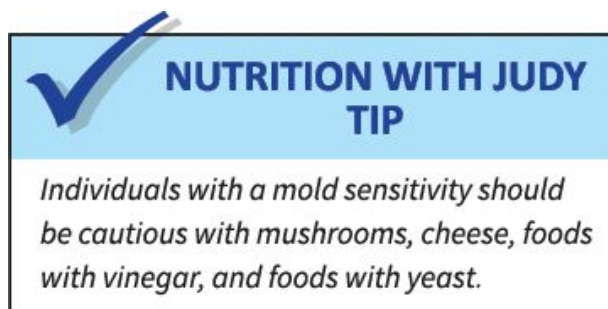 NUTRITION WITH JUDY
TIP
Individuals with a mold sensitivity should
be cautious with mushrooms, cheese, foods
with vinegar, and foods with yeast.